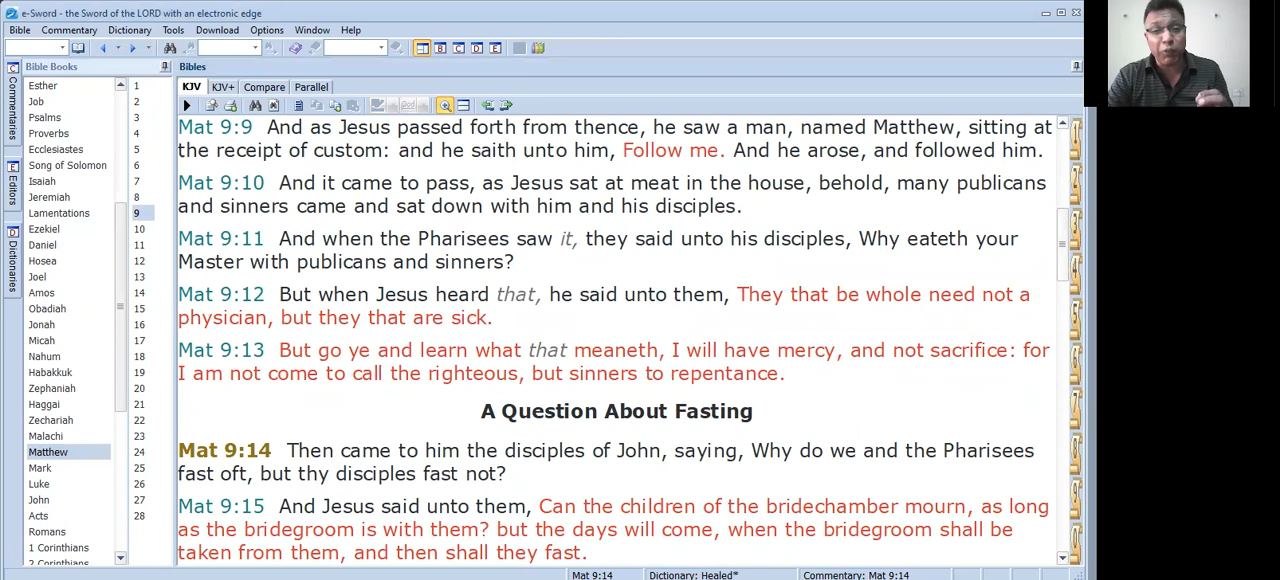 e-Sword - the Sword of the LORD with an electronic edge
Bible Commentary Dictionary Tools Download Options Window Help
B C D E
Bible Books
Bibles
C Commentaries
E Editors
D Dictionaries
KJV KJV+ Compare Parallel
Esther 1
Job 2
Psalms 3
Proverbs 4
Ecclesiastes 5
Song of Solomon 6
Isaiah 7
Jeremiah 8
Lamentations 9
Ezekiel 10
Daniel 11
Hosea 12
Joel 13
Amos 14
Obadiah 15
Jonah 16
Micah 17
Nahum 18
Habakkuk 19
Zephaniah 20
Haggai 21
Zechariah 22
Malachi 23
Matthew 24
Mark 25
Luke 26
John 27
Acts 28
Romans
1 Corinthians
2 Corinthians
Mat 9:9 And as Jesus passed forth from thence, he saw a man, named Matthew, sitting at
the receipt of custom: and he saith unto him, Follow me. And he arose, and followed him.
Mat 9:10 And it came to pass, as Jesus sat at meat in the house, behold, many publicans
and sinners came and sat down with him and his disciples.
Mat 9:11 And when the Pharisees saw it, they said unto his disciples, Why eateth your
Master with publicans and sinners?
Mat 9:12 But when Jesus heard that, he said unto them, They that be whole need not a
physician, but they that are sick.
Mat 9:13 But go ye and learn what that meaneth, I will have mercy, and not sacrifice: for
I am not come to call the righteous, but sinners to repentance.
A Question About Fasting
Mat 9:14 Then came to him the disciples of John, saying, Why do we and the Pharisees
fast oft, but thy disciples fast not?
Mat 9:15 And Jesus said unto them, Can the children of the bridechamber mourn, as long
as the bridegroom is with them? but the days will come, when the bridegroom shall be
taken from them, and then shall they fast.
1
2
3
4
5
6
7
8
9
0
Mat 9:14 Dictionary: Healed* Commentary: Mat 9:14